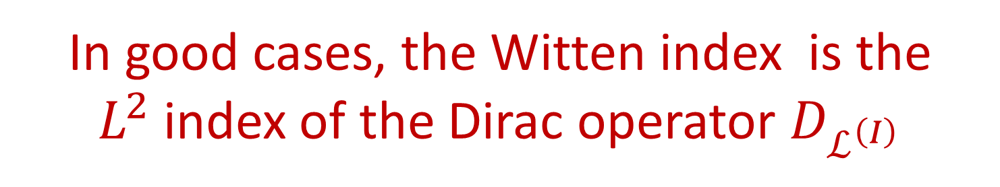 In good cases, the Witten index is the
L² index of the Dirac operator D_ℒ(I)